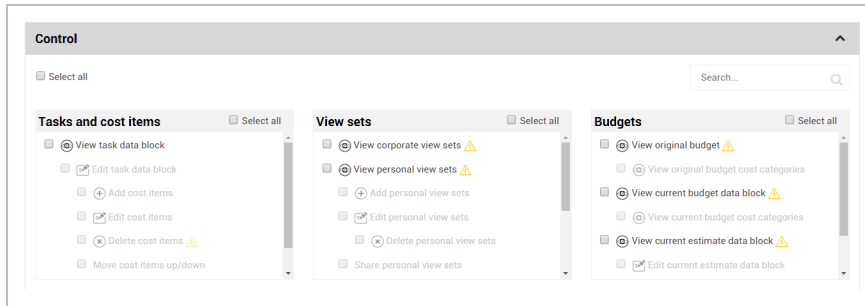 Control
Select all
Search...
Tasks and cost items
Select all
View task data block
Edit task data block
Add cost items
Edit cost items
Delete cost items
Move cost items up/down
View sets
Select all
View corporate view sets
View personal view sets
Add personal view sets
Edit personal view sets
Delete personal view sets
Share personal view sets
Budgets
Select all
View original budget
View original budget cost categories
View current budget data block
View current budget cost categories
View current estimate data block
Edit current estimate data block